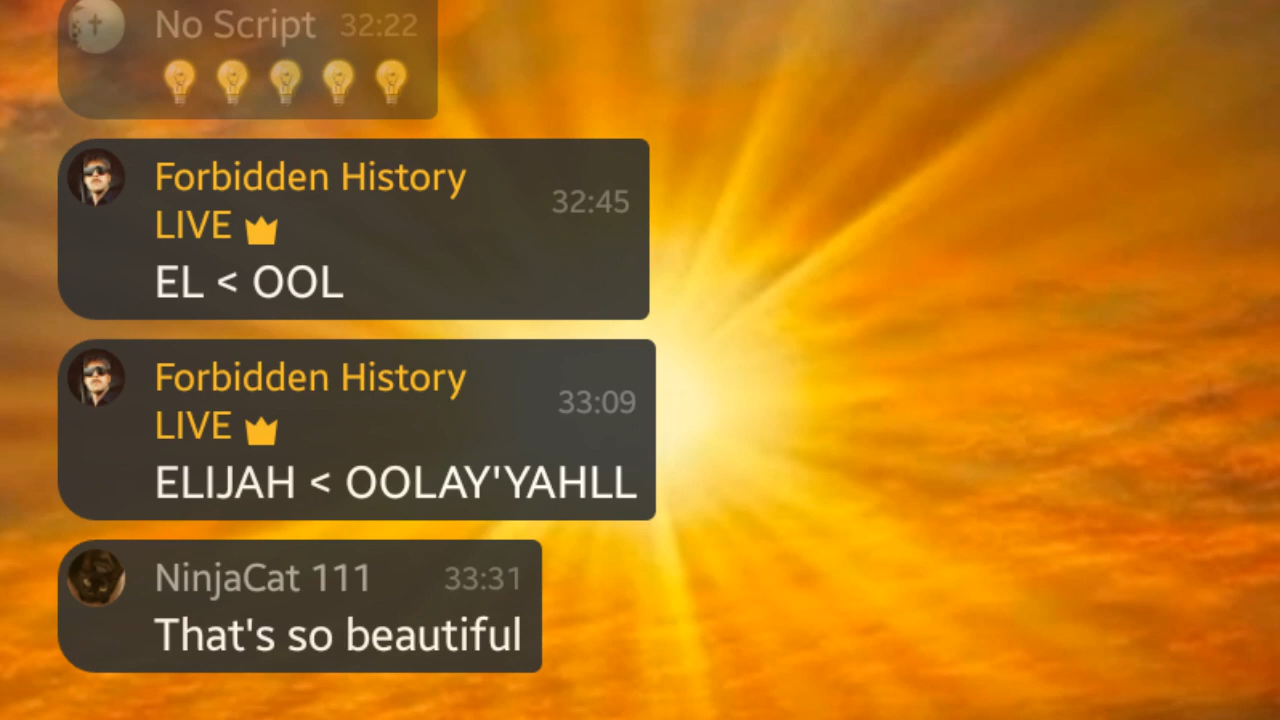 No Script 32:22
💡 💡 💡 💡 💡
Forbidden History
LIVE 32:45
EL < OOL
Forbidden History
LIVE 33:09
ELIJAH < OOLAY'YAHLL
NinjaCat 111 33:31
That's so beautiful